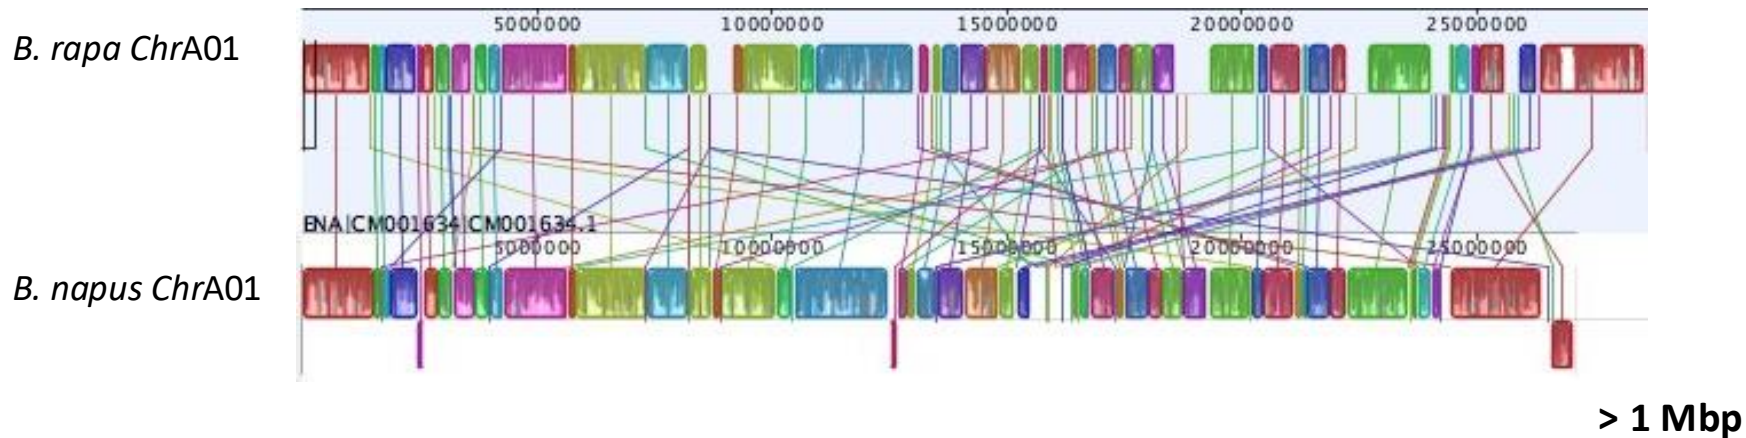 5000000 10000000 15000000 20000000 25000000
B. rapa ChrA01
ENA|CM001634|CM001634.1
5000000 10000000 15000000 20000000 25000000
B. napus ChrA01
> 1 Mbp